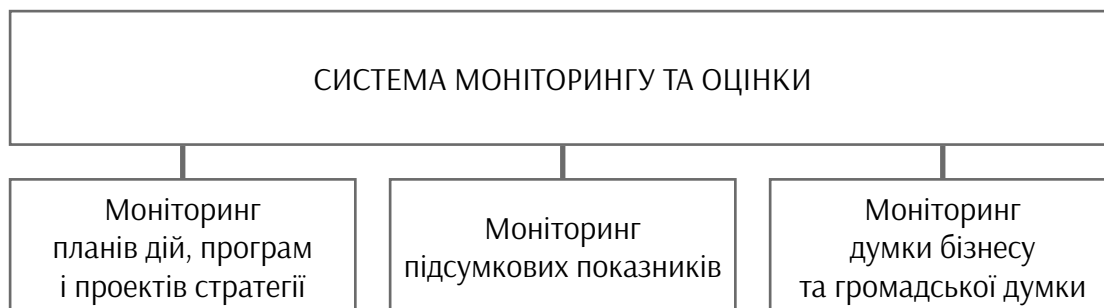 СИСТЕМА МОНІТОРИНГУ ТА ОЦІНКИ
Моніторинг
планів дій, програм
і проектів стратегії
Моніторинг
підсумкових показників
Моніторинг
думки бізнесу
та громадської думки